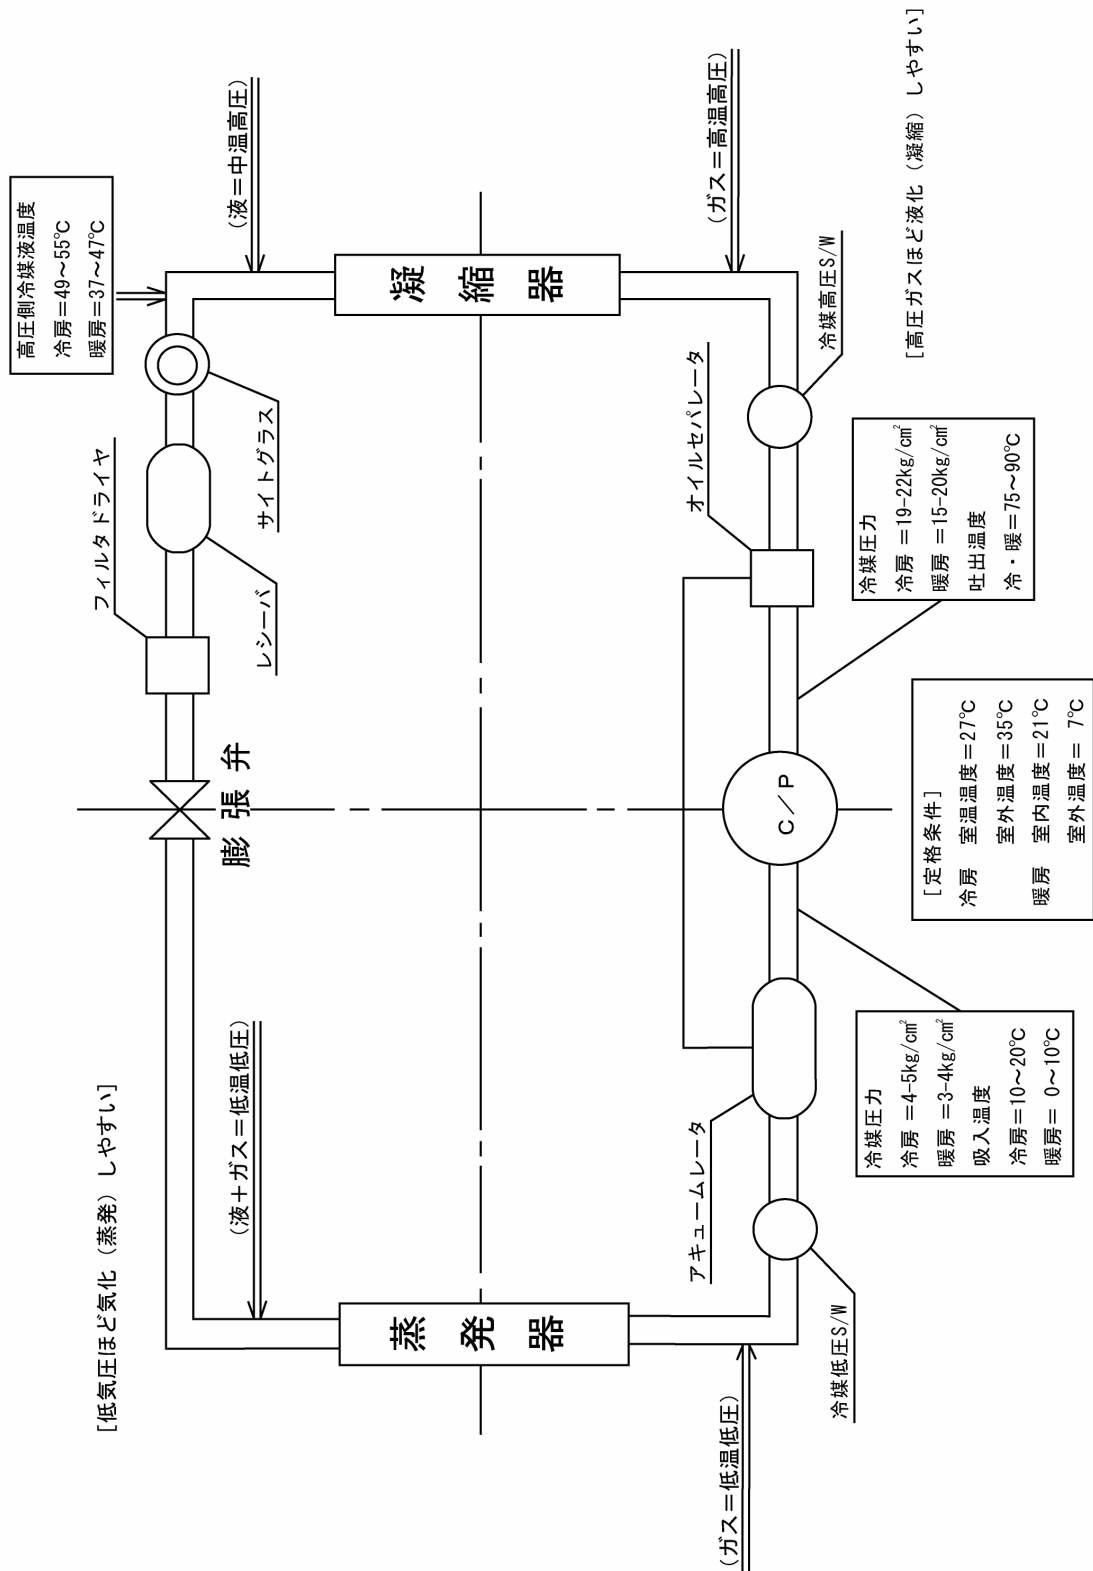 [低気圧ほど気化（蒸発）しやすい]
(液＋ガス＝低温低圧)
膨張弁
フィルタドライヤ
レシーバ
サイトグラス
高圧側冷媒液温度
冷房＝49～55℃
暖房＝37～47℃
(液＝中温高圧)
蒸発器
凝縮器
(ガス＝低温低圧)
冷媒低圧S/W
アキュームレータ
C／P
オイルセパレータ
冷媒高圧S/W
(ガス＝高温高圧)
[高圧ガスほど液化（凝縮）しやすい]
冷媒圧力
冷房＝4-5kg/cm²
暖房＝3-4kg/cm²
吸入温度
冷房＝10～20℃
暖房＝ 0～10℃
[定格条件]
冷房 室温温度＝27℃
室外温度＝35℃
暖房 室内温度＝21℃
室外温度＝ 7℃
冷媒圧力
冷房＝19-22kg/cm²
暖房＝15-20kg/cm²
吐出温度
冷・暖＝75～90℃